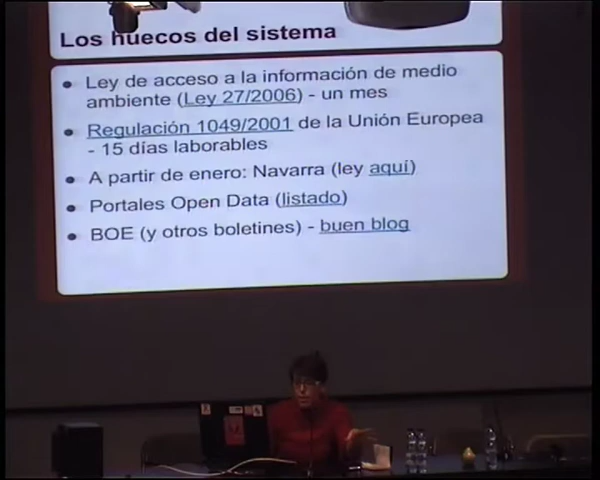 Los huecos del sistema
Ley de acceso a la información de medio
ambiente (Ley 27/2006) - un mes
Regulación 1049/2001 de la Unión Europea
- 15 días laborables
A partir de enero: Navarra (ley aquí)
Portales Open Data (listado)
BOE (y otros boletines) - buen blog